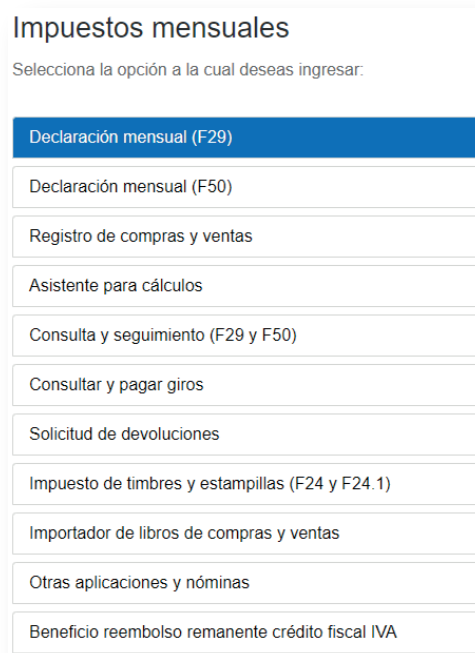 Impuestos mensuales
Selecciona la opción a la cual deseas ingresar:
Declaración mensual (F29)
Declaración mensual (F50)
Registro de compras y ventas
Asistente para cálculos
Consulta y seguimiento (F29 y F50)
Consultar y pagar giros
Solicitud de devoluciones
Impuesto de timbres y estampillas (F24 y F24.1)
Importador de libros de compras y ventas
Otras aplicaciones y nóminas
Beneficio reembolso remanente crédito fiscal IVA